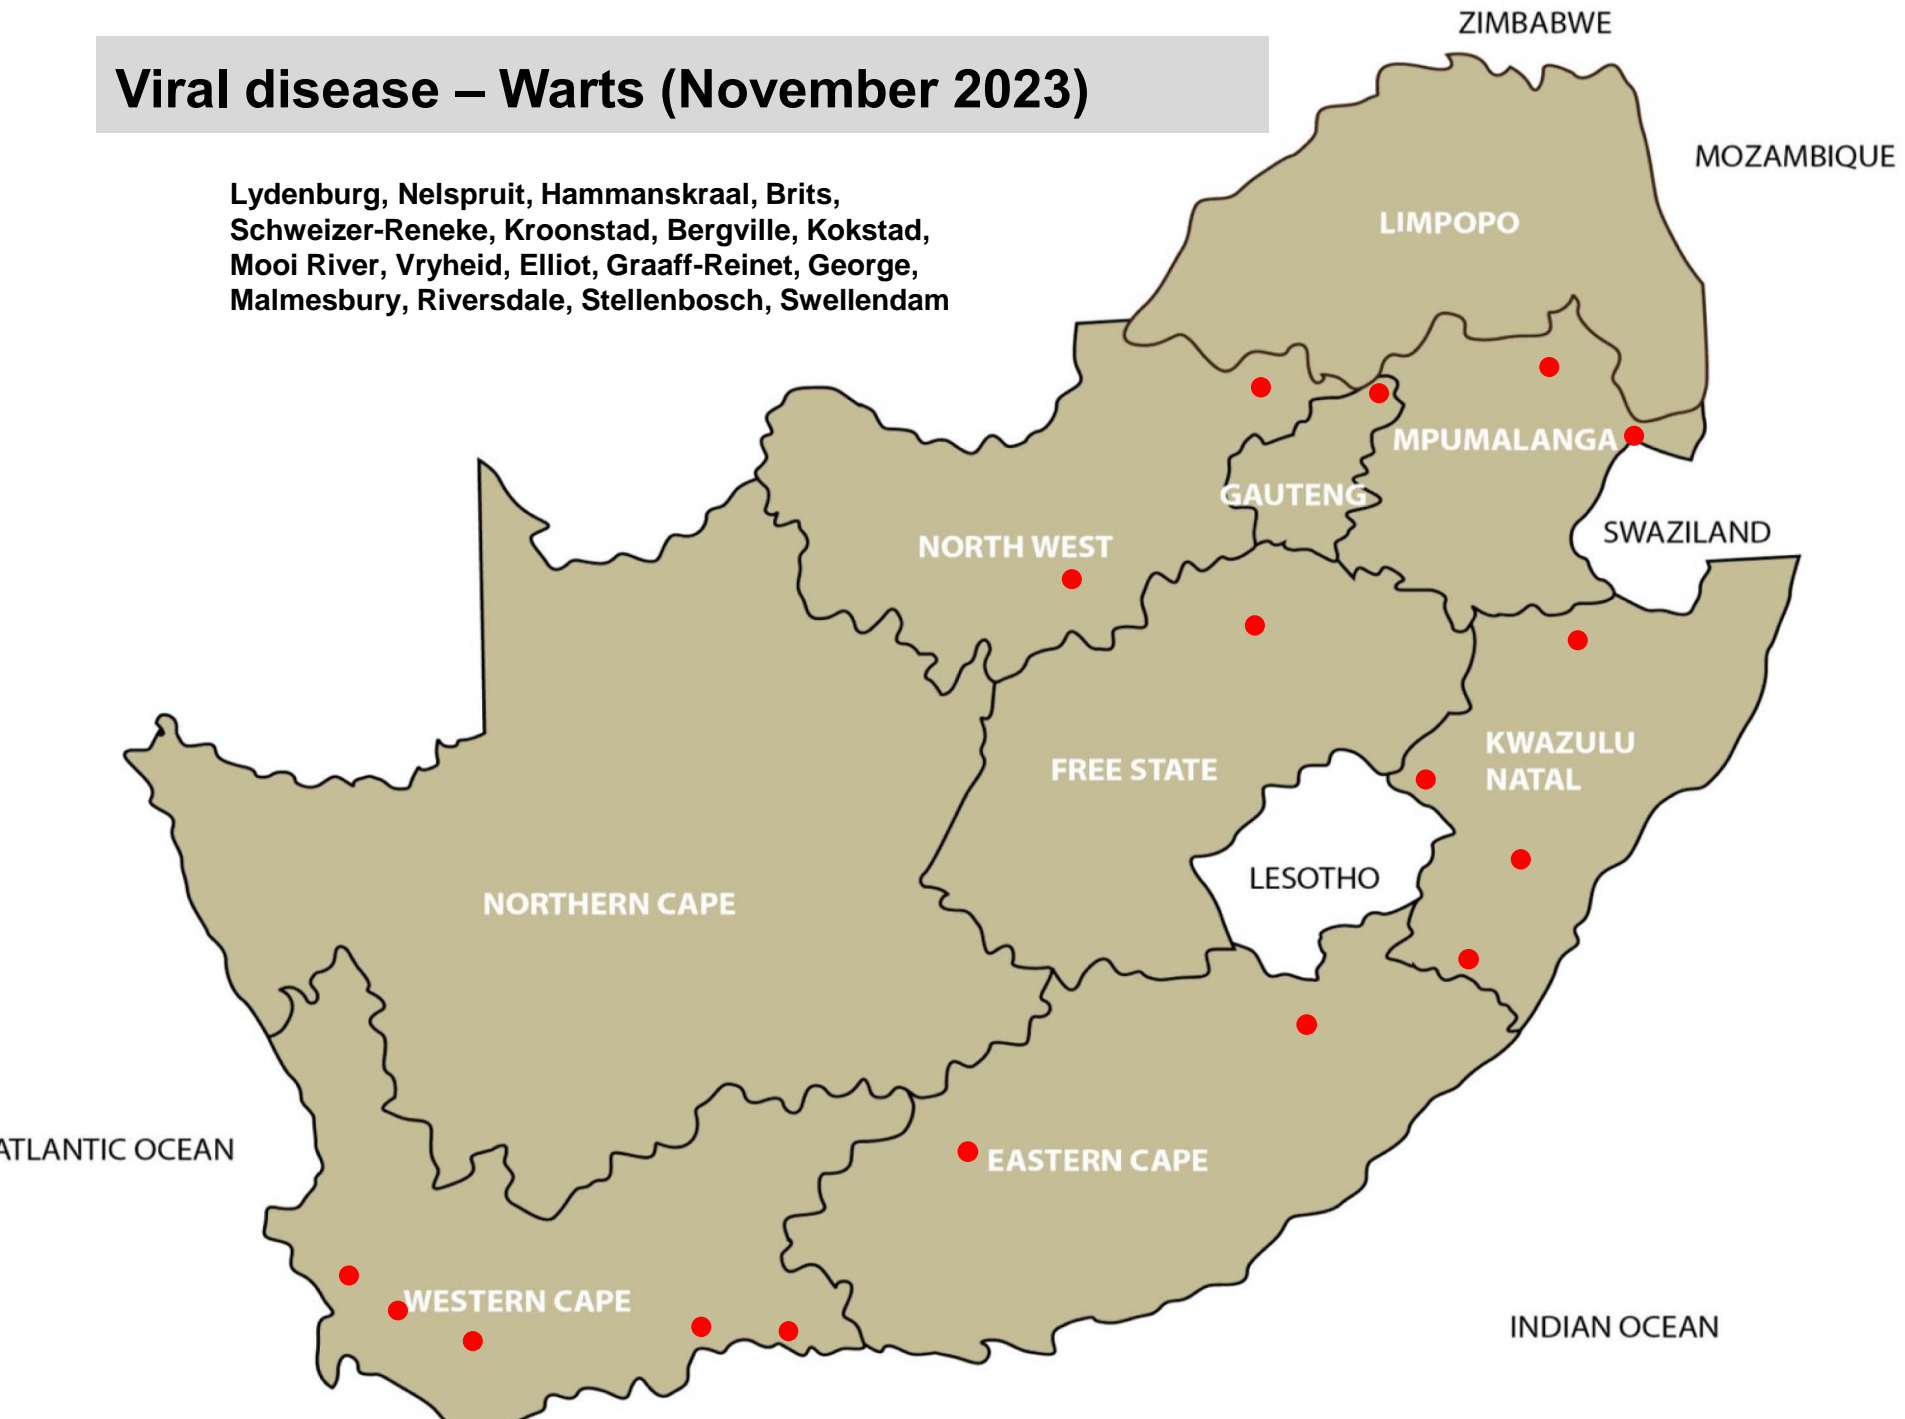 ZIMBABWE
Viral disease – Warts (November 2023)
MOZAMBIQUE
Lydenburg, Nelspruit, Hammanskraal, Brits,
Schweizer-Reneke, Kroonstad, Bergville, Kokstad,
Mooi River, Vryheid, Elliot, Graaff-Reinet, George,
Malmesbury, Riversdale, Stellenbosch, Swellendam
LIMPOPO
MPUMALANGA
GAUTENG
SWAZILAND
NORTH WEST
KWAZULU
NATAL
FREE STATE
LESOTHO
NORTHERN CAPE
ATLANTIC OCEAN
EASTERN CAPE
WESTERN CAPE
INDIAN OCEAN